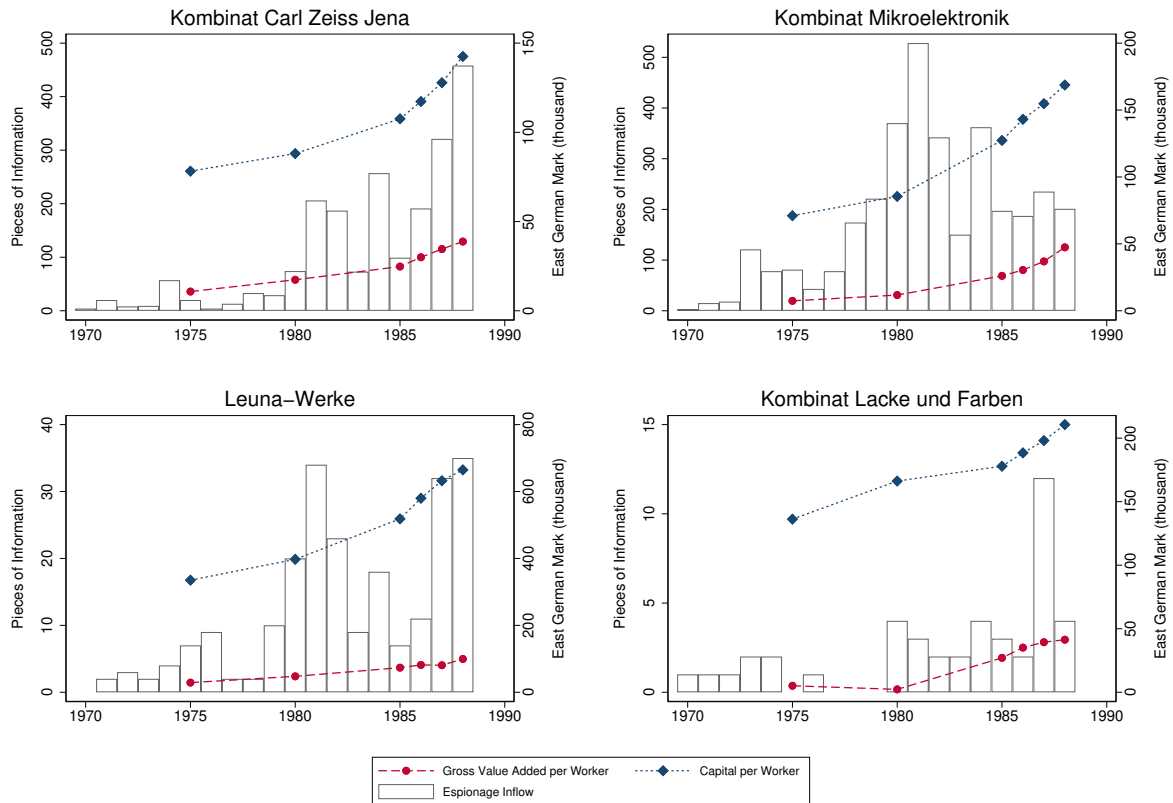 Kombinat Carl Zeiss Jena
Pieces of Information
0 100 200 300 400 500
East German Mark (thousand)
0 50 100 150
1970 1975 1980 1985 1990
Kombinat Mikroelektronik
Pieces of Information
0 100 200 300 400 500
East German Mark (thousand)
0 50 100 150 200
1970 1975 1980 1985 1990
Leuna−Werke
Pieces of Information
0 10 20 30 40
East German Mark (thousand)
0 200 400 600 800
1970 1975 1980 1985 1990
Kombinat Lacke und Farben
Pieces of Information
0 5 10 15
East German Mark (thousand)
0 50 100 150 200
1970 1975 1980 1985 1990
Gross Value Added per Worker Capital per Worker
Espionage Inflow